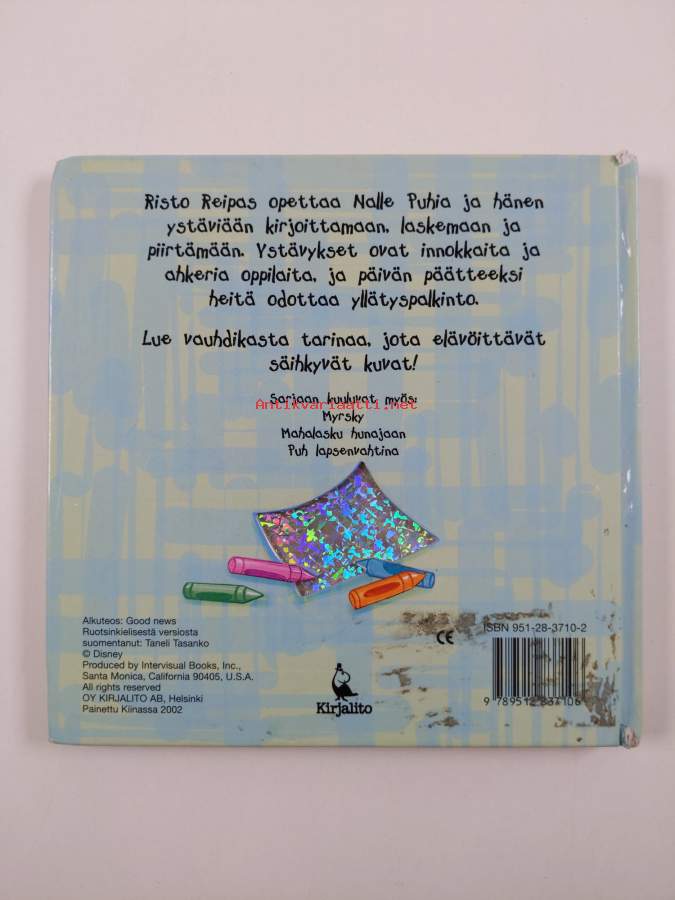 Risto Reipas opettaa Nalle Puhia ja hänen
ystäviään kirjoittamaan, laskemaan ja
piirtämään. Ystävykset ovat innokkaita ja
ahkeria oppilaita, ja päivän päätteeksi
heitä odottaa yllätyspalkinto.
Lue vauhdikasta tarinaa, jota elävöittävät
säihkyvät kuvat!
Sarjaan kuuluvat myös:
Antikvariaatti.net
Myrsky
Mahalasku hunajaan
Puh lapsenvahtina
Alkuteos: Good news
Ruotsinkielisestä versiosta
suomentanut: Taneli Tasanko
© Disney
Produced by Intervisual Books, Inc.,
Santa Monica, California 90405, U.S.A.
All rights reserved
OY KIRJALITO AB, Helsinki
Painettu Kiinassa 2002
Kirjalito
CE
ISBN 951-28-3710-2
9 789512 837106